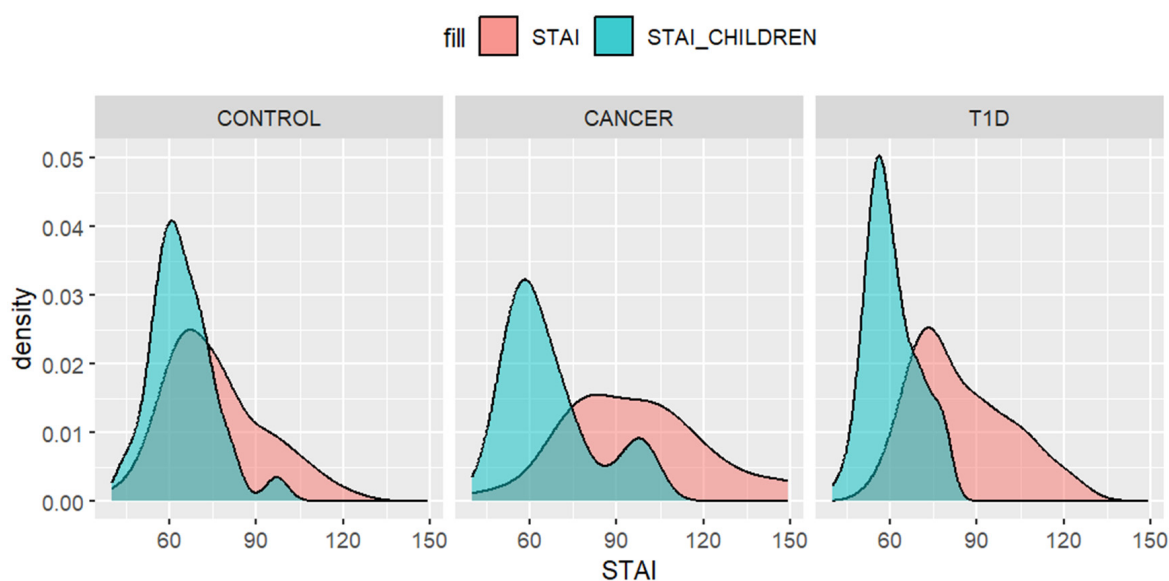 fill STAI STAI_CHILDREN
CONTROL CANCER T1D
0.05
0.04
0.03
0.02
0.01
0.00
density
60 90 120 150 60 90 120 150 60 90 120 150
STAI